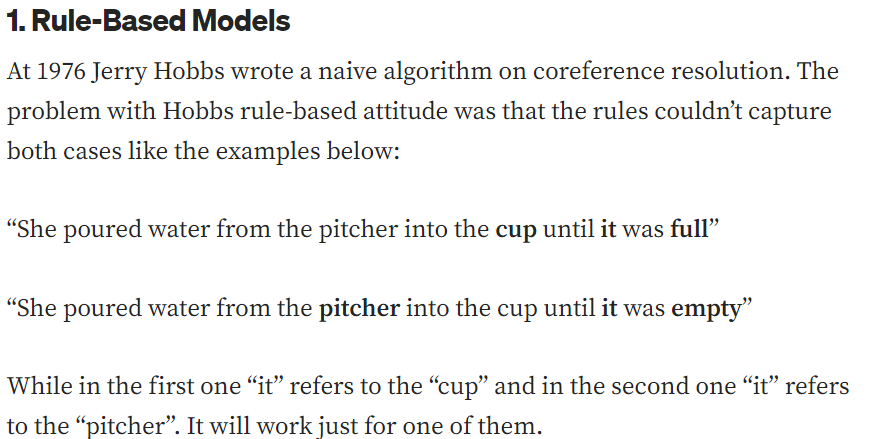 1. Rule-Based Models
At 1976 Jerry Hobbs wrote a naive algorithm on coreference resolution. The
problem with Hobbs rule-based attitude was that the rules couldn’t capture
both cases like the examples below:
“She poured water from the pitcher into the cup until it was full”
“She poured water from the pitcher into the cup until it was empty”
While in the first one “it” refers to the “cup” and in the second one “it” refers
to the “pitcher”. It will work just for one of them.